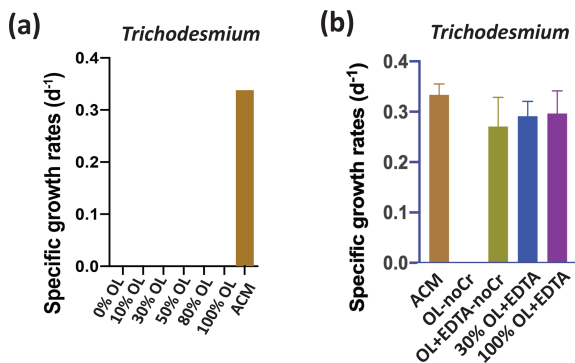 (a)
Trichodesmium
Specific growth rates (d⁻¹)
0.4
0.3
0.2
0.1
0.0
0% OL
10% OL
30% OL
50% OL
80% OL
100% OL
ACM
(b)
Trichodesmium
Specific growth rates (d⁻¹)
0.4
0.3
0.2
0.1
0.0
ACM
OL-noCr
OL+EDTA-noCr
30% OL+EDTA
100% OL+EDTA